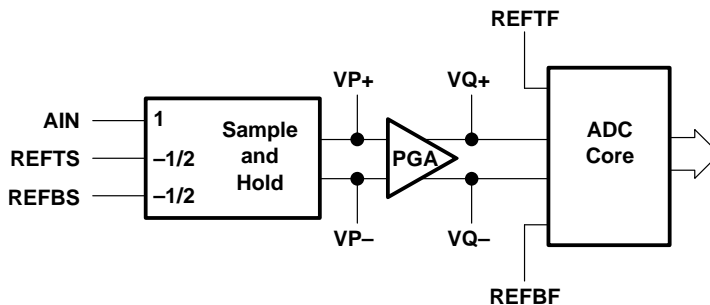 REFTF
VP+
VQ+
AIN
1
Sample
and
Hold
REFTS
–1/2
REFBS
–1/2
PGA
ADC
Core
VP–
VQ–
REFBF